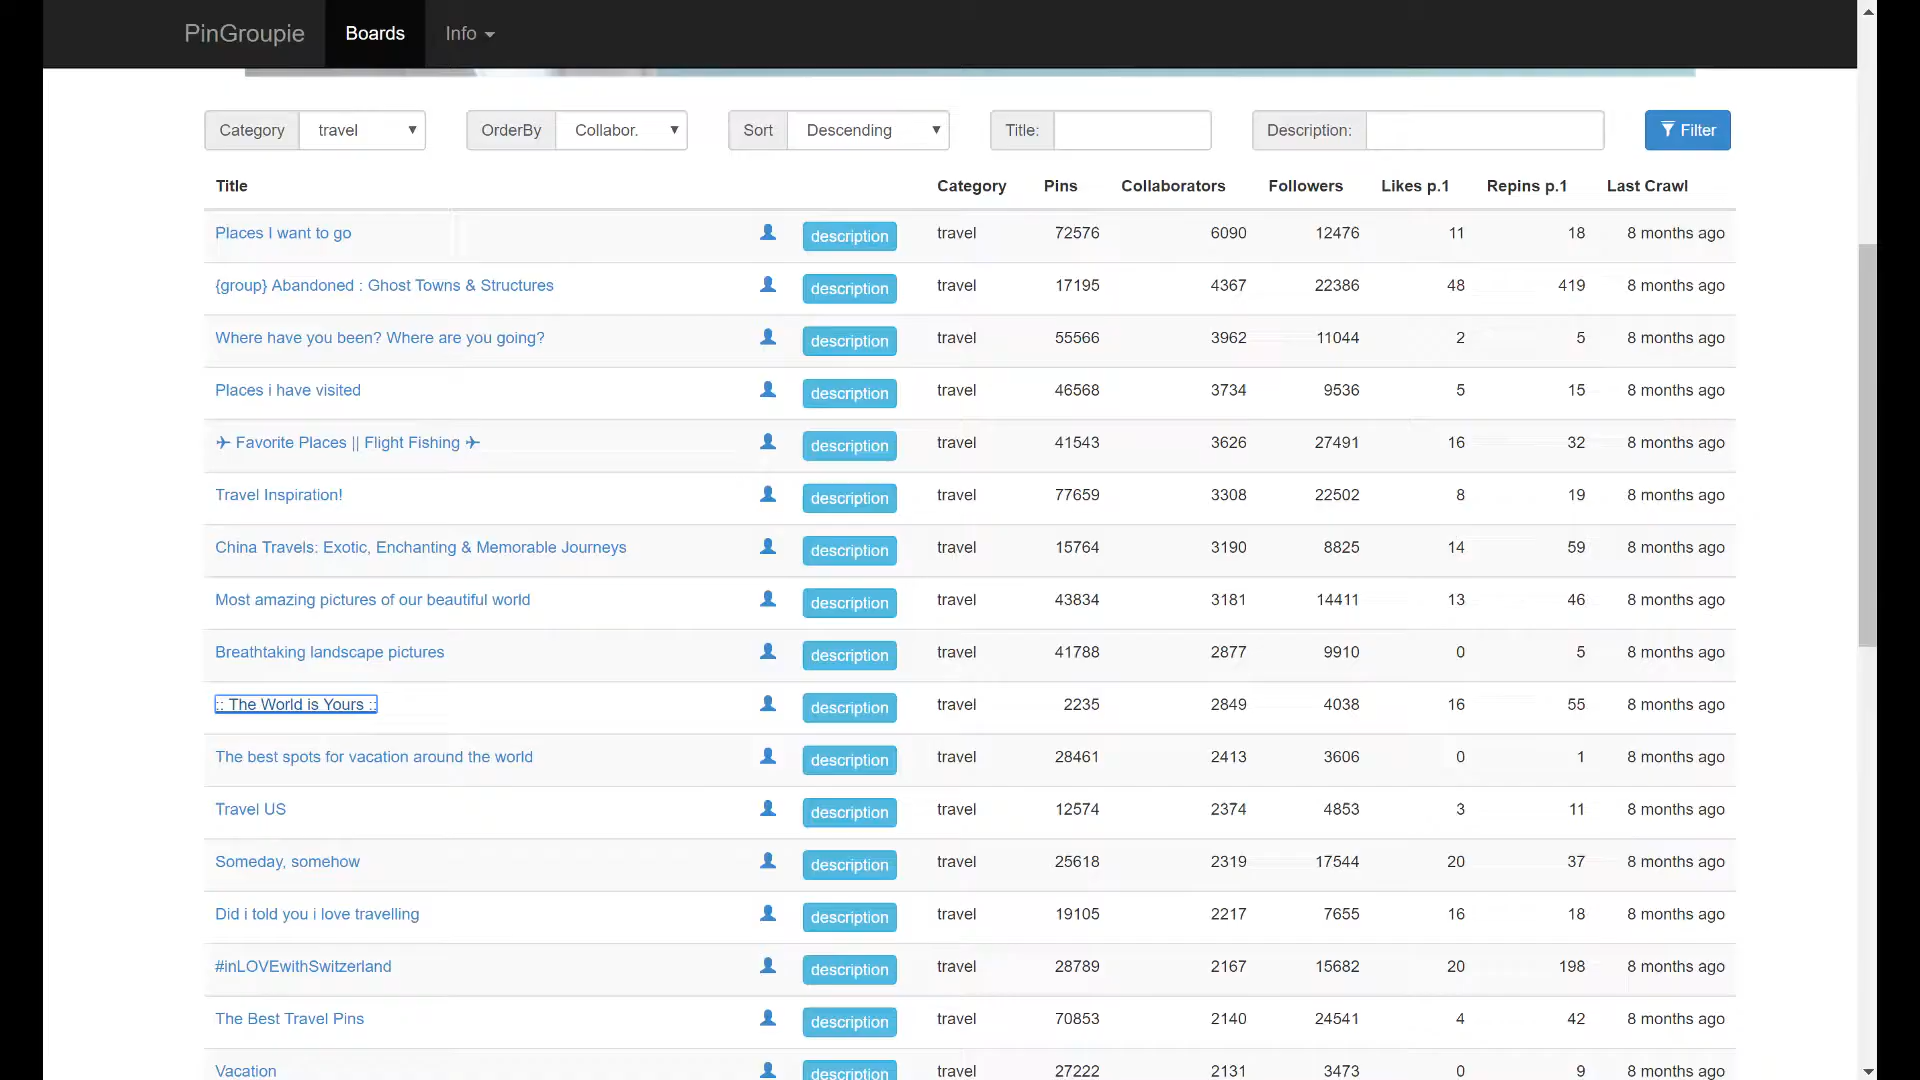 PinGroupie Boards Info
Category travel OrderBy Collabor. Sort Descending Title: Description: Filter
Title Category Pins Collaborators Followers Likes p.1 Repins p.1 Last Crawl
Places I want to go description travel 72576 6090 12476 11 18 8 months ago
{group} Abandoned : Ghost Towns & Structures description travel 17195 4367 22386 48 419 8 months ago
Where have you been? Where are you going? description travel 55566 3962 11044 2 5 8 months ago
Places i have visited description travel 46568 3734 9536 5 15 8 months ago
✈ Favorite Places || Flight Fishing ✈ description travel 41543 3626 27491 16 32 8 months ago
Travel Inspiration! description travel 77659 3308 22502 8 19 8 months ago
China Travels: Exotic, Enchanting & Memorable Journeys description travel 15764 3190 8825 14 59 8 months ago
Most amazing pictures of our beautiful world description travel 43834 3181 14411 13 46 8 months ago
Breathtaking landscape pictures description travel 41788 2877 9910 0 5 8 months ago
:: The World is Yours :: description travel 2235 2849 4038 16 55 8 months ago
The best spots for vacation around the world description travel 28461 2413 3606 0 1 8 months ago
Travel US description travel 12574 2374 4853 3 11 8 months ago
Someday, somehow description travel 25618 2319 17544 20 37 8 months ago
Did i told you i love travelling description travel 19105 2217 7655 16 18 8 months ago
#inLOVEwithSwitzerland description travel 28789 2167 15682 20 198 8 months ago
The Best Travel Pins description travel 70853 2140 24541 4 42 8 months ago
Vacation description travel 27222 2131 3473 0 9 8 months ago